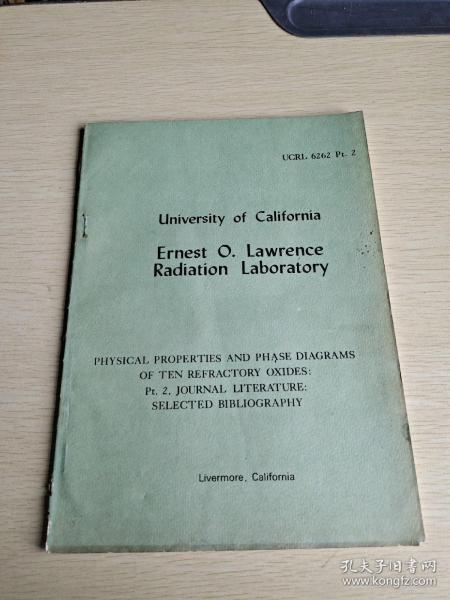 UCRL 6262 Pt. 2
University of California
Ernest O. Lawrence
Radiation Laboratory
PHYSICAL PROPERTIES AND PHASE DIAGRAMS
OF TEN REFRACTORY OXIDES:
Pt. 2. JOURNAL LITERATURE:
SELECTED BIBLIOGRAPHY
Livermore, California
孔夫子旧书网
www.kongfz.com